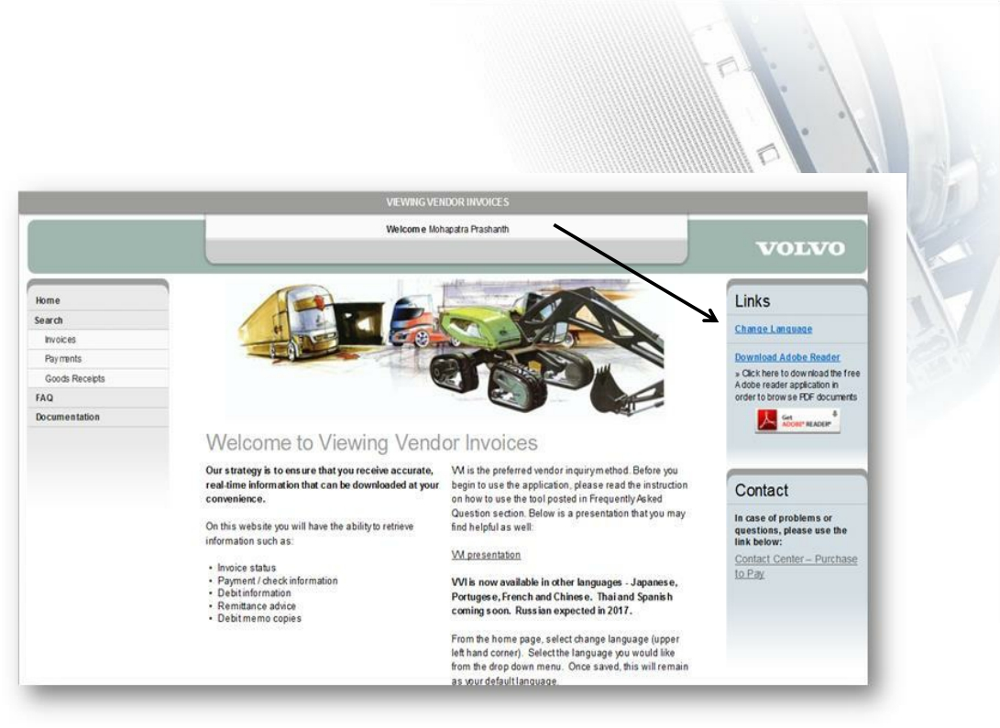 VIEWING VENDOR INVOICES
Welcome Mohapatra Prashanth
VOLVO
Home
Search
Invoices
Payments
Goods Receipts
FAQ
Documentation
Welcome to Viewing Vendor Invoices
Our strategy is to ensure that you receive accurate,
real-time information that can be downloaded at your
convenience.
On this website you will have the ability to retrieve
information such as:
• Invoice status
• Payment / check information
• Debit information
• Remittance advice
• Debit memo copies
VVI is the preferred vendor inquiry method. Before you
begin to use the application, please read the instruction
on how to use the tool posted in Frequently Asked
Question section. Below is a presentation that you may
find helpful as well:
VVI presentation
VVI is now available in other languages - Japanese,
Portugese, French and Chinese. Thai and Spanish
coming soon. Russian expected in 2017.
From the home page, select change language (upper
left hand corner). Select the language you would like
from the drop down menu. Once saved, this will remain
as your default language.
Links
Change Language
Download Adobe Reader
» Click here to download the free
Adobe reader application in
order to browse PDF documents
Get
ADOBE® READER®
Contact
In case of problems or
questions, please use the
link below:
Contact Center – Purchase
to Pay